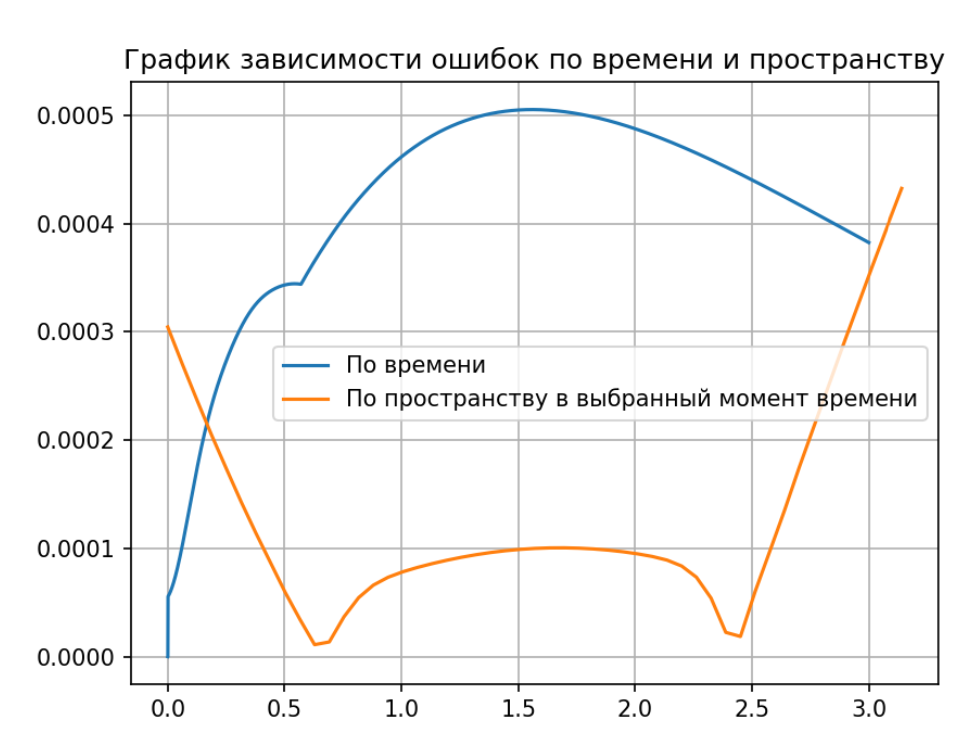 График зависимости ошибок по времени и пространству
0.0005
0.0004
0.0003
0.0002
0.0001
0.0000
По времени
По пространству в выбранный момент времени
0.0 0.5 1.0 1.5 2.0 2.5 3.0